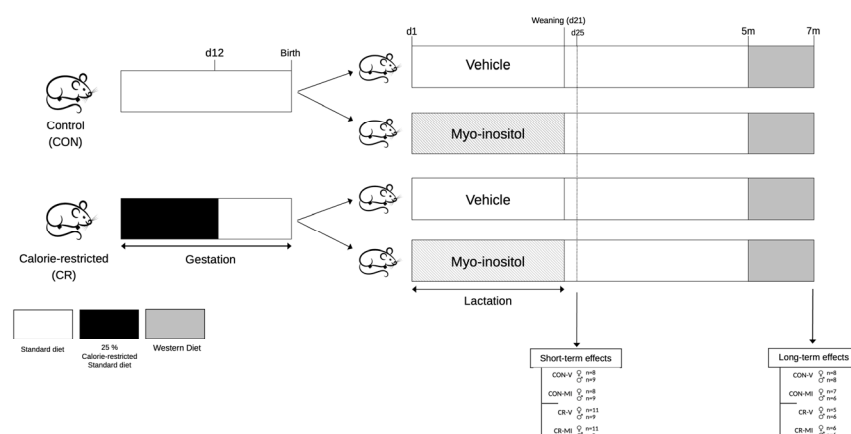 Weaning (d21)
d1
d25
5m
7m
d12
Birth
Vehicle
Control
(CON)
Myo-inositol
Vehicle
Calorie-restricted
(CR)
Gestation
Myo-inositol
Lactation
Standard diet
25 %
Calorie-restricted
Standard diet
Western Diet
Short-term effects
CON-V ♀ n=8
♂ n=9
CON-MI ♀ n=8
♂ n=9
CR-V ♀ n=11
♂ n=9
CR-MI ♀ n=11
Long-term effects
CON-V ♀ n=8
♂ n=8
CON-MI ♀ n=7
♂ n=6
CR-V ♀ n=5
♂ n=6
CR-MI ♀ n=6